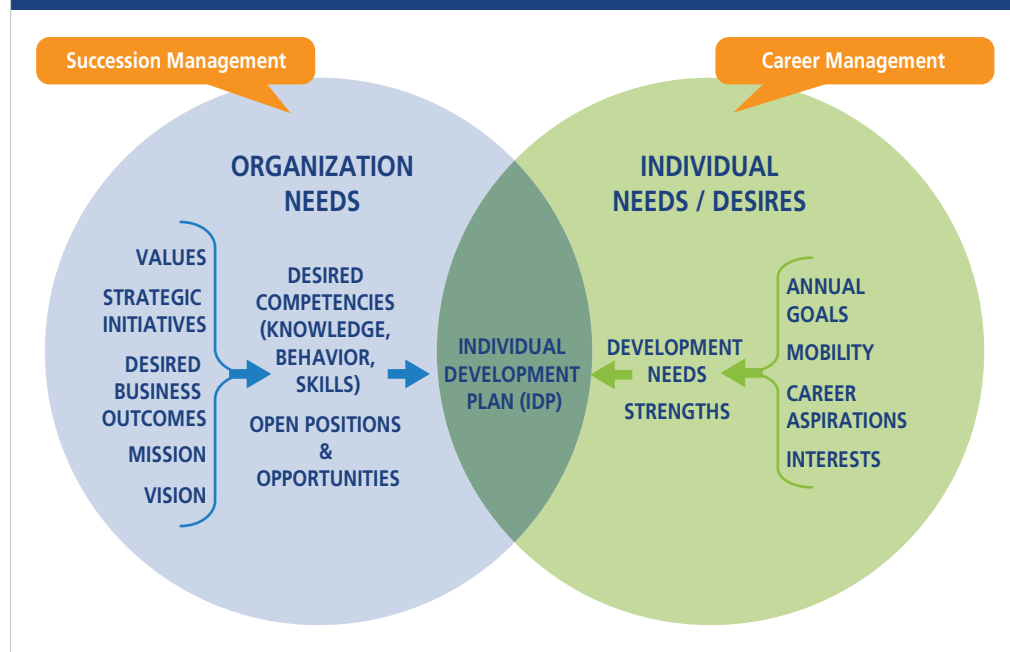 Succession Management
Career Management
ORGANIZATION
NEEDS
VALUES
STRATEGIC
INITIATIVES
DESIRED
BUSINESS
OUTCOMES
MISSION
VISION
DESIRED
COMPETENCIES
(KNOWLEDGE,
BEHAVIOR,
SKILLS)
OPEN POSITIONS
&
OPPORTUNITIES
INDIVIDUAL
DEVELOPMENT
PLAN (IDP)
INDIVIDUAL
NEEDS / DESIRES
DEVELOPMENT
NEEDS
STRENGTHS
ANNUAL
GOALS
MOBILITY
CAREER
ASPIRATIONS
INTERESTS